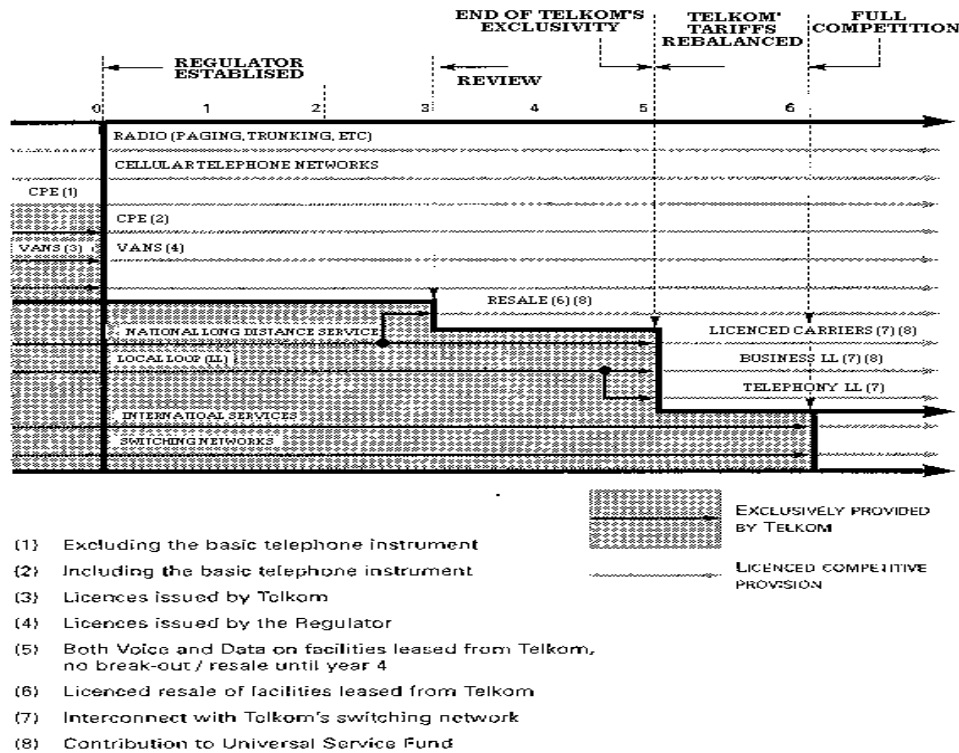 END OF TELKOM'S
EXCLUSIVITY
TELKOM'
TARIFFS
REBALANCED
FULL
COMPETITION
REGULATOR
ESTABLISED
REVIEW
0 1 2 3 4 5 6
RADIO (PAGING, TRUNKING, ETC)
CELLULAR TELEPHONE NETWORKS
CPE (1)
CPE (2)
VANS (3)
VANS (4)
RESALE (6) (8)
NATIONAL LONG DISTANCE SERVICE
LICENCED CARRIERS (7) (8)
LOCAL LOOP (LL)
BUSINESS LL (7) (8)
TELEPHONY LL (7)
INTERNATIOAL SERVICES
SWITCHING NETWORKS
EXCLUSIVELY PROVIDED
BY TELKOM
LICENCED COMPETITIVE
PROVISION
(1) Excluding the basic telephone instrument
(2) Including the basic telephone instrument
(3) Licences issued by Telkom
(4) Licences issued by the Regulator
(5) Both Voice and Data on facilities leased from Telkom,
no break-out / resale until year 4
(6) Licenced resale of facilities leased from Telkom
(7) Interconnect with Telkom's switching network
(8) Contribution to Universal Service Fund